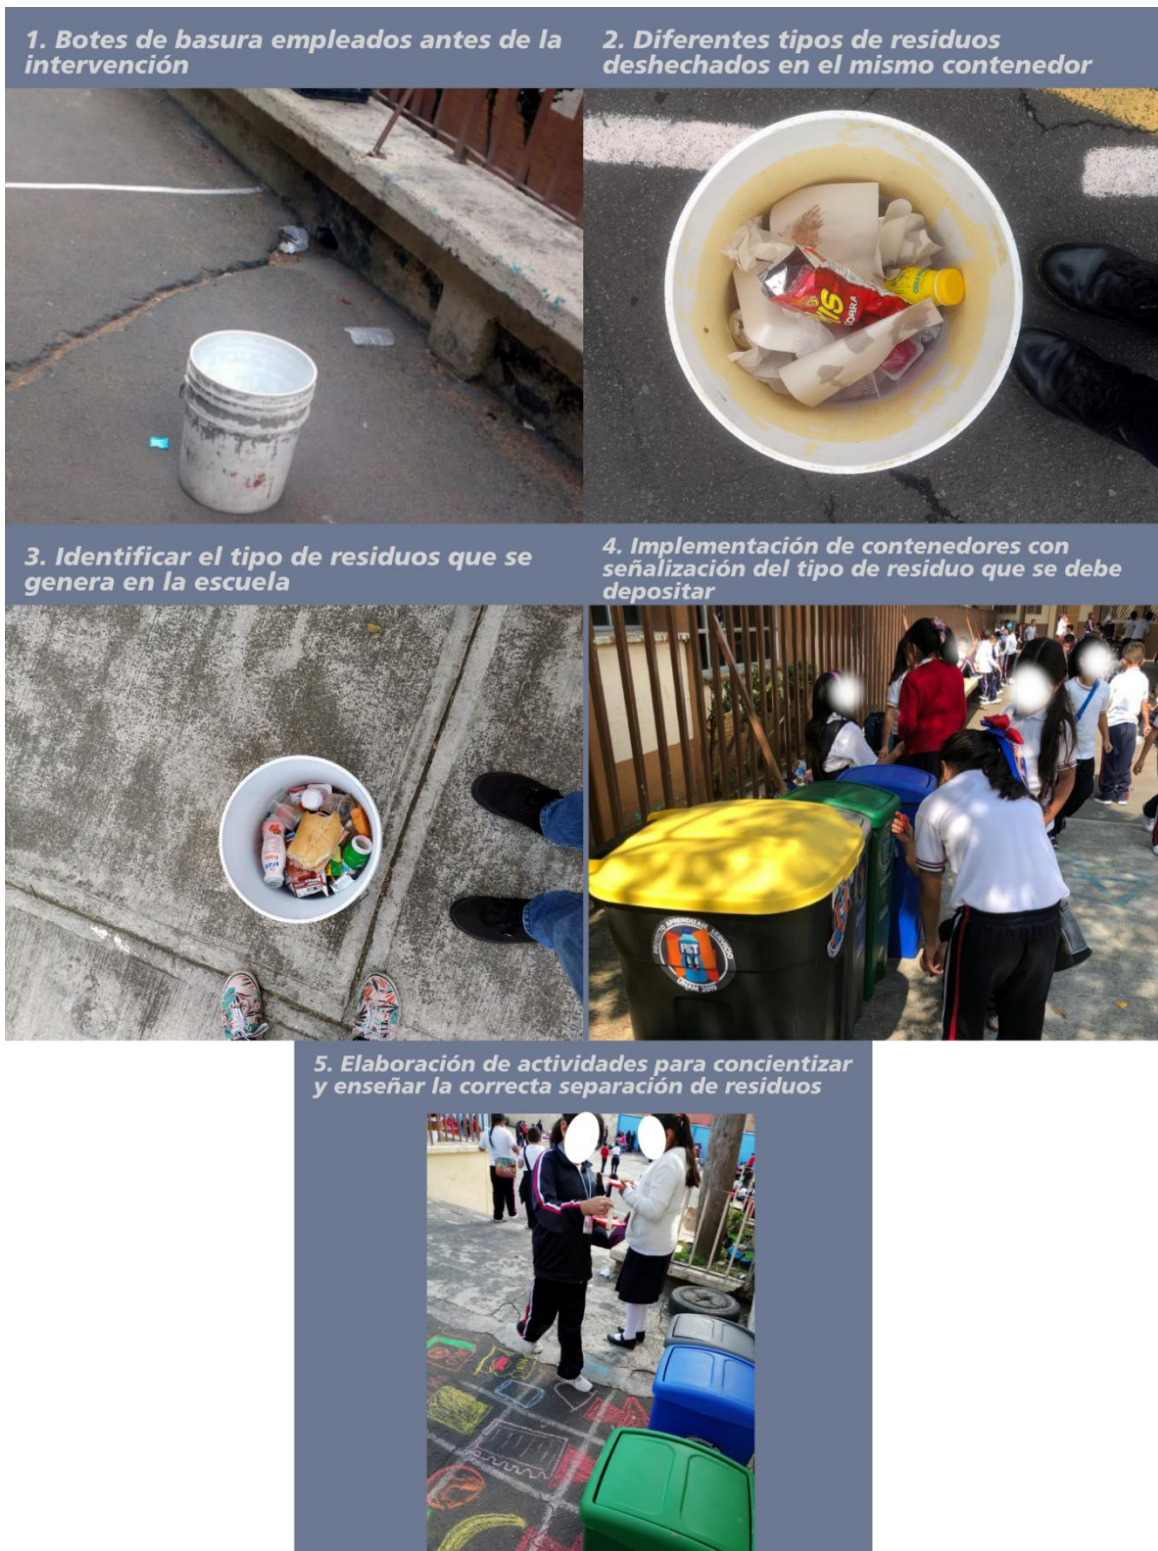 1. Botes de basura empleados antes de la
intervención
2. Diferentes tipos de residuos
deshechados en el mismo contenedor
3. Identificar el tipo de residuos que se
genera en la escuela
4. Implementación de contenedores con
señalización del tipo de residuo que se debe
depositar
UNAM
5. Elaboración de actividades para concientizar
y enseñar la correcta separación de residuos